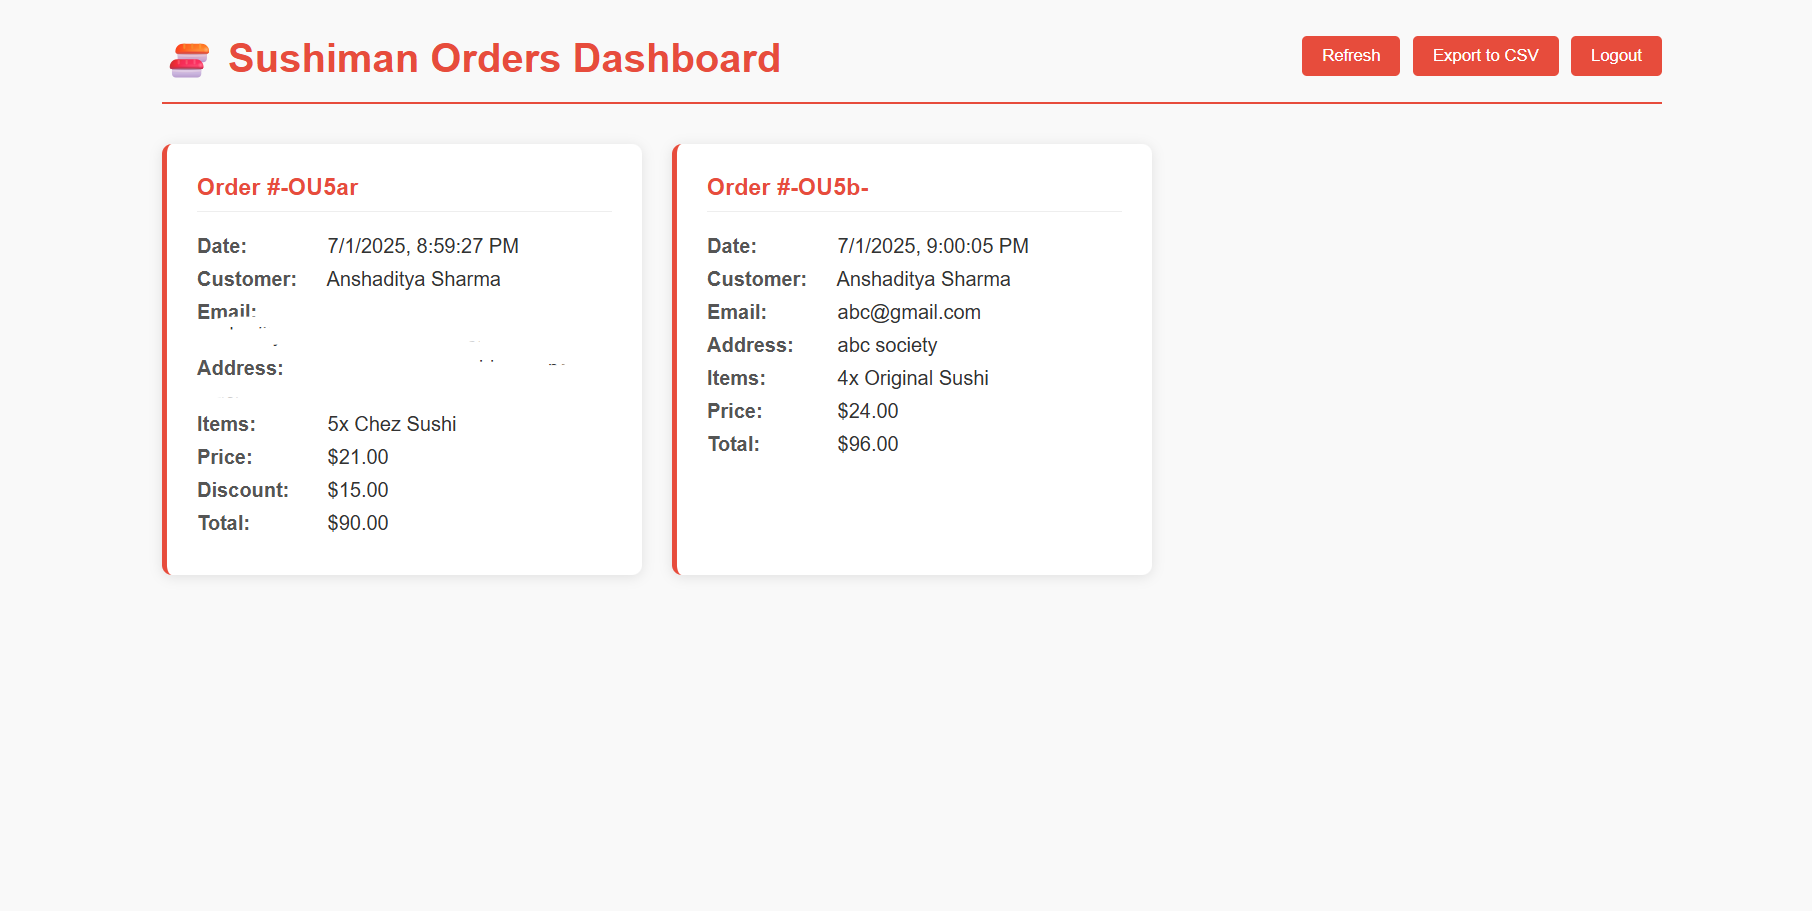 Sushiman Orders Dashboard
Refresh
Export to CSV
Logout
Order #-OU5ar
Date: 7/1/2025, 8:59:27 PM
Customer: Anshaditya Sharma
Email:
Address:
Items: 5x Chez Sushi
Price: $21.00
Discount: $15.00
Total: $90.00
Order #-OU5b-
Date: 7/1/2025, 9:00:05 PM
Customer: Anshaditya Sharma
Email: abc@gmail.com
Address: abc society
Items: 4x Original Sushi
Price: $24.00
Total: $96.00